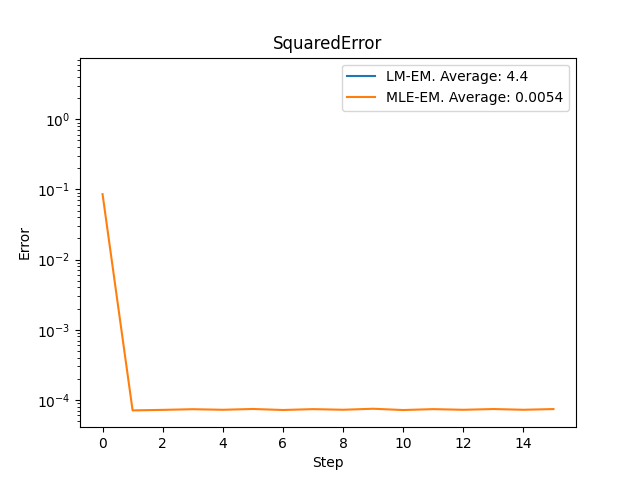 SquaredError
LM-EM. Average: 4.4
MLE-EM. Average: 0.0054
10⁰
10⁻¹
10⁻²
10⁻³
10⁻⁴
Error
0 2 4 6 8 10 12 14
Step